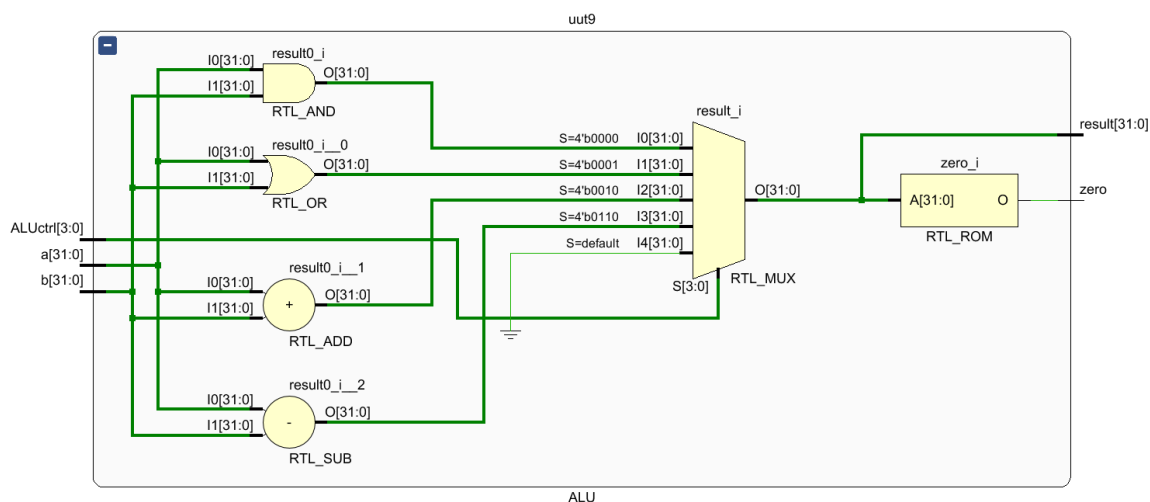 uut9
result0_i
I0[31:0]
I1[31:0]
O[31:0]
RTL_AND
result0_i__0
I0[31:0]
I1[31:0]
O[31:0]
RTL_OR
ALUctrl[3:0]
a[31:0]
b[31:0]
result0_i__1
I0[31:0]
I1[31:0]
O[31:0]
+
RTL_ADD
result0_i__2
I0[31:0]
I1[31:0]
O[31:0]
-
RTL_SUB
result_i
S=4'b0000 I0[31:0]
S=4'b0001 I1[31:0]
S=4'b0010 I2[31:0]
S=4'b0110 I3[31:0]
S=default I4[31:0]
S[3:0]
O[31:0]
RTL_MUX
result[31:0]
zero_i
A[31:0] O
RTL_ROM
zero
ALU